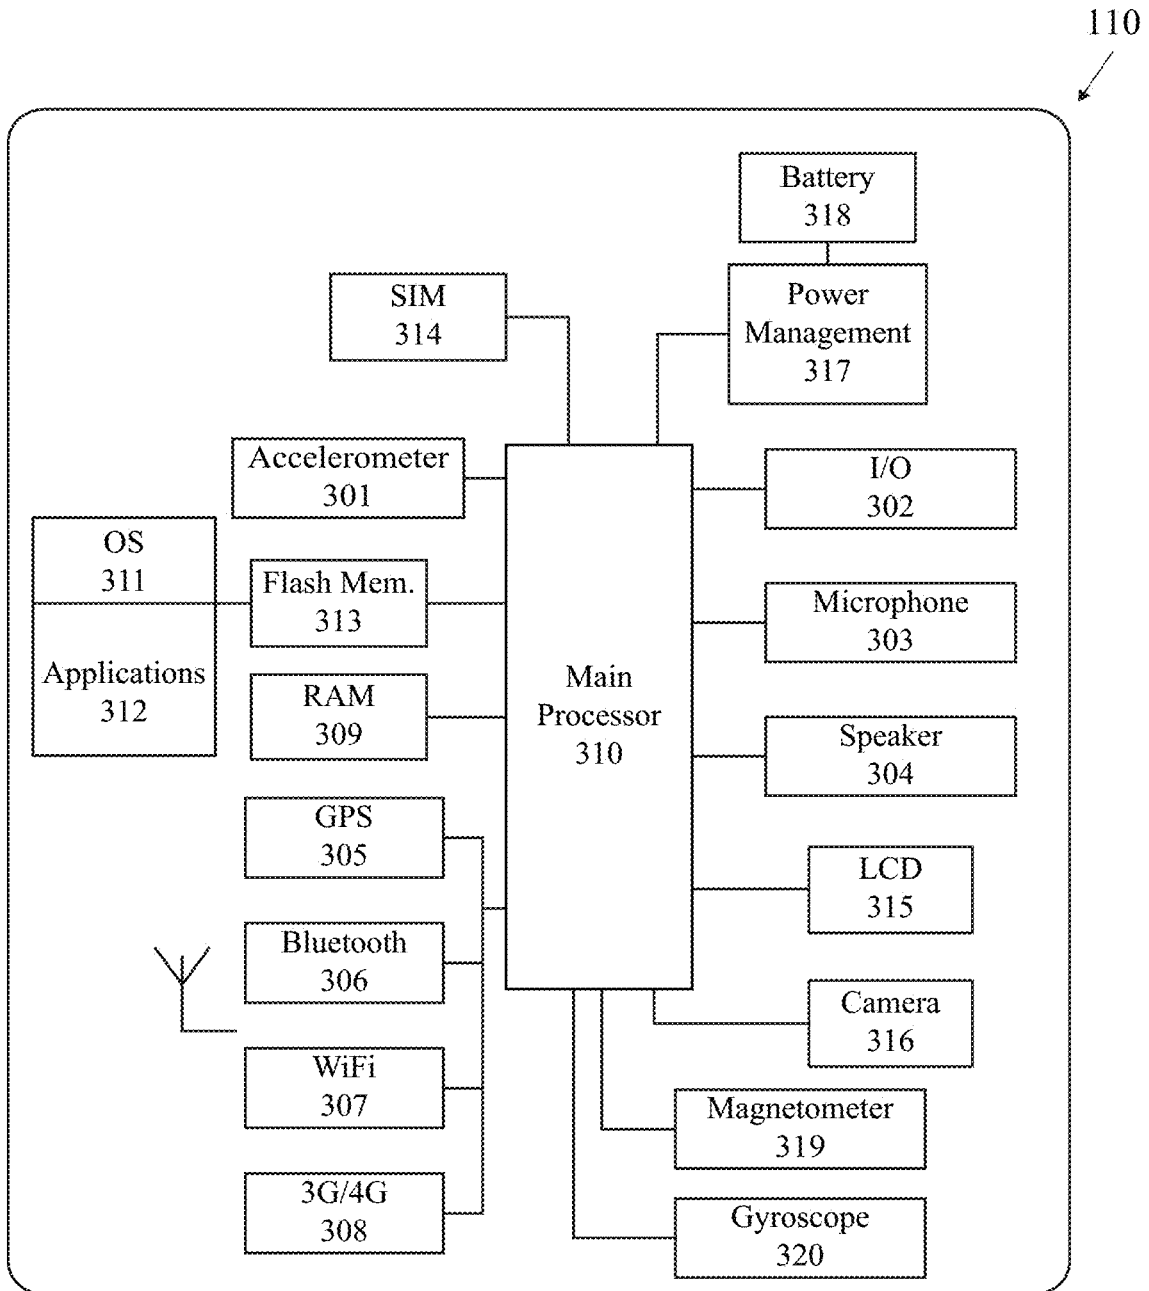 110
Battery
318
SIM
314
Power
Management
317
Accelerometer
301
I/O
302
OS
311
Flash Mem.
313
Microphone
303
Applications
312
RAM
309
Main
Processor
310
Speaker
304
GPS
305
LCD
315
Bluetooth
306
Camera
316
WiFi
307
Magnetometer
319
3G/4G
308
Gyroscope
320